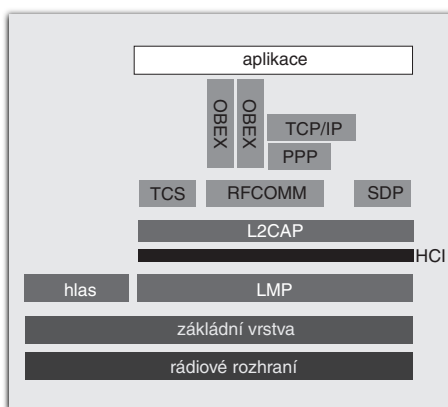 aplikace
OBEX
OBEX
TCP/IP
PPP
TCS
RFCOMM
SDP
L2CAP
HCI
hlas
LMP
základní vrstva
rádiové rozhraní